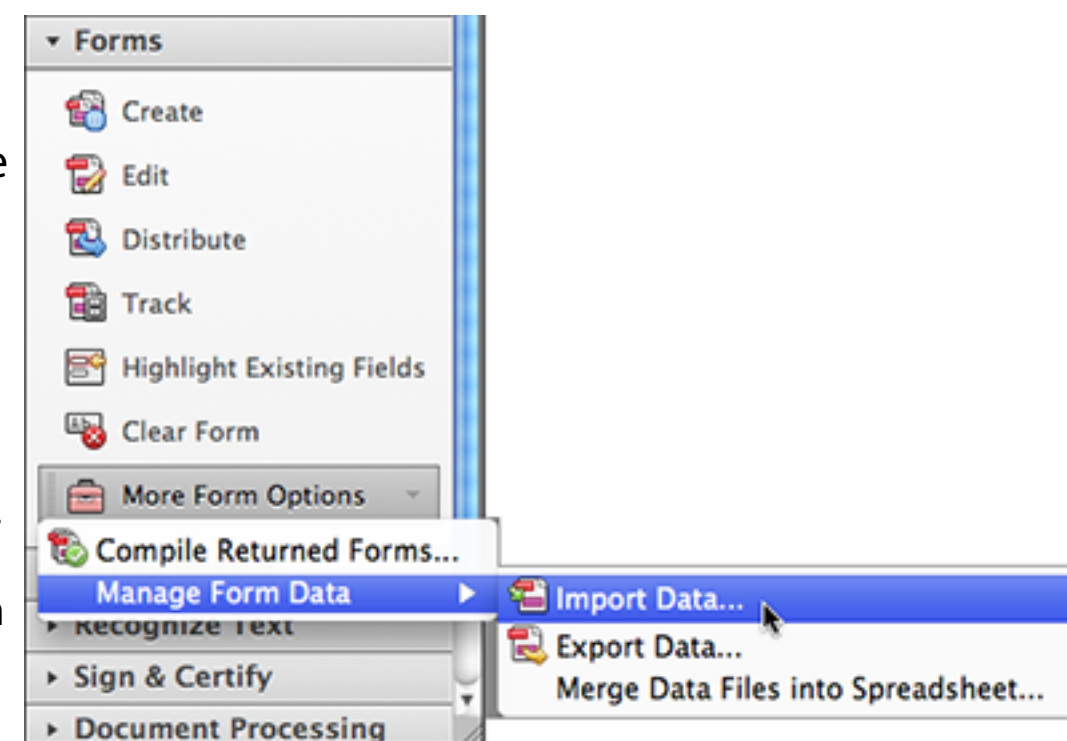 Forms
Create
e
Edit
Distribute
Track
Highlight Existing Fields
Clear Form
More Form Options
Compile Returned Forms...
Manage Form Data
Import Data...
Recognize Text
Export Data...
Sign & Certify
Merge Data Files into Spreadsheet...
Document Processing